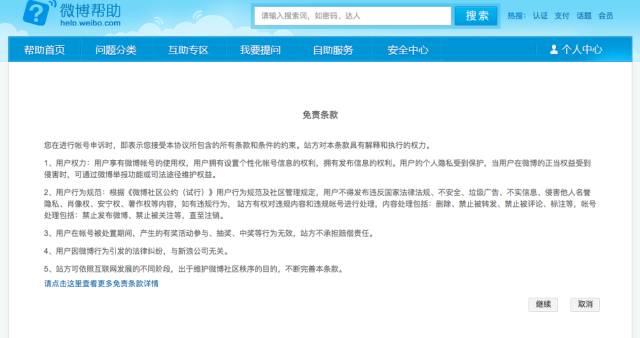 微博帮助
help.weibo.com
请输入搜索词，如密码，达人
搜索
热搜： 认证 支付 话题 会员
帮助首页 问题分类 互助专区 我要提问 自助服务 安全中心 个人中心
免责条款
您在进行帐号申诉时，即表示您接受本协议所包含的所有条款和条件的约束。站方对本条款具有解释和执行的权力。
1、用户权力：用户享有微博帐号的使用权，用户拥有设置个性化帐号信息的权利，拥有发布信息的权利。用户的个人隐私受到保护，当用户在微博的正当权益受到
侵害时，可通过微博举报功能或司法途径维护权益。
2、用户行为规范：根据《微博社区公约（试行）》用户行为规范及社区管理规定，用户不得发布违反国家法律法规、不安全、垃圾广告、不实信息、侵害他人名誉
隐私、肖像权、安宁权、著作权等内容，如有违规行为， 站方有权对违规内容和违规帐号进行处理，内容处理包括：删除、禁止被转发、禁止被评论、标注等，帐号
处理包括：禁止发布微博、禁止被关注等，直至注销。
3、用户在帐号被处置期间，产生的有奖活动参与、抽奖、中奖等行为无效，站方不承担赔偿责任。
4、用户因微博行为引发的法律纠纷，与新浪公司无关。
5、站方可依照互联网发展的不同阶段，出于维护微博社区秩序的目的，不断完善本条款。
请点击这里查看更多免责条款详情
继续 取消